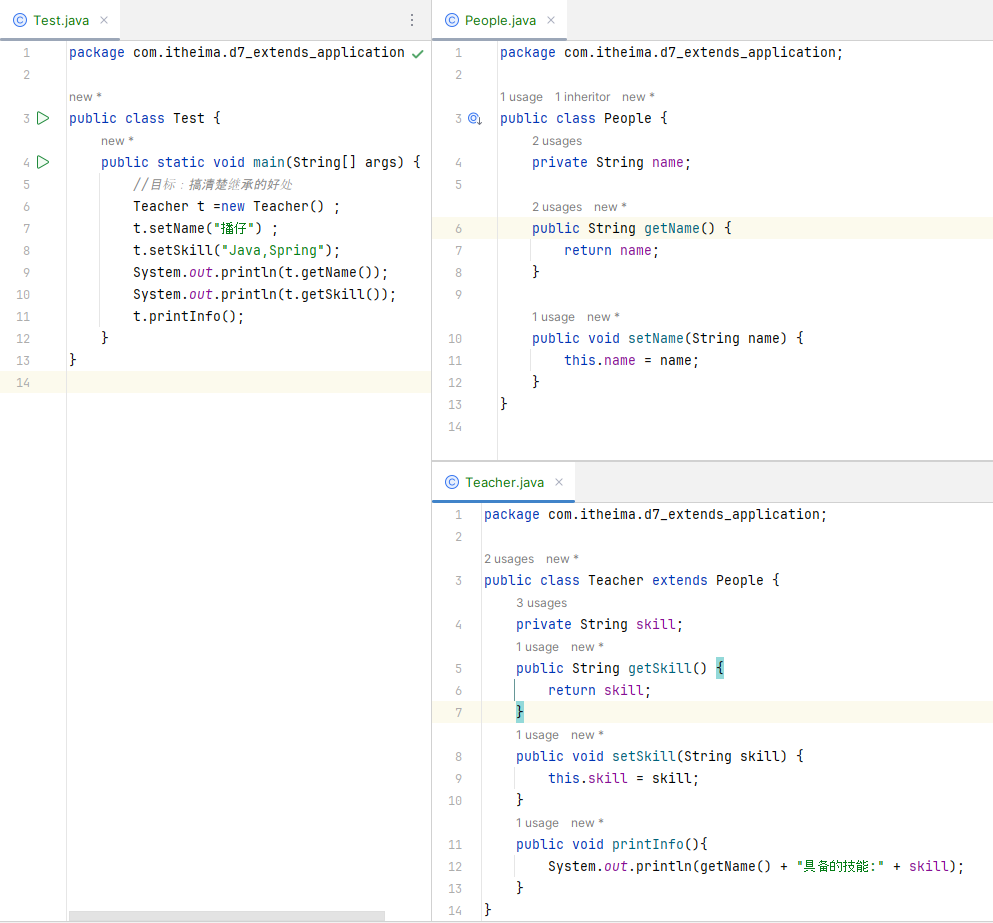 Test.java
1 package com.itheima.d7_extends_application
2
new *
3 public class Test {
new *
4 public static void main(String[] args) {
5 //目标：搞清楚继承的好处
6 Teacher t =new Teacher() ;
7 t.setName("播仔") ;
8 t.setSkill("Java,Spring");
9 System.out.println(t.getName());
10 System.out.println(t.getSkill());
11 t.printInfo();
12 }
13 }
14
People.java
1 package com.itheima.d7_extends_application;
2
1 usage 1 inheritor new *
3 public class People {
2 usages
4 private String name;
5
2 usages new *
6 public String getName() {
7 return name;
8 }
9
1 usage new *
10 public void setName(String name) {
11 this.name = name;
12 }
13 }
14
Teacher.java
1 package com.itheima.d7_extends_application;
2
2 usages new *
3 public class Teacher extends People {
3 usages
4 private String skill;
1 usage new *
5 public String getSkill() {
6 return skill;
7 }
1 usage new *
8 public void setSkill(String skill) {
9 this.skill = skill;
10 }
1 usage new *
11 public void printInfo(){
12 System.out.println(getName() + "具备的技能:" + skill);
13 }
14 }